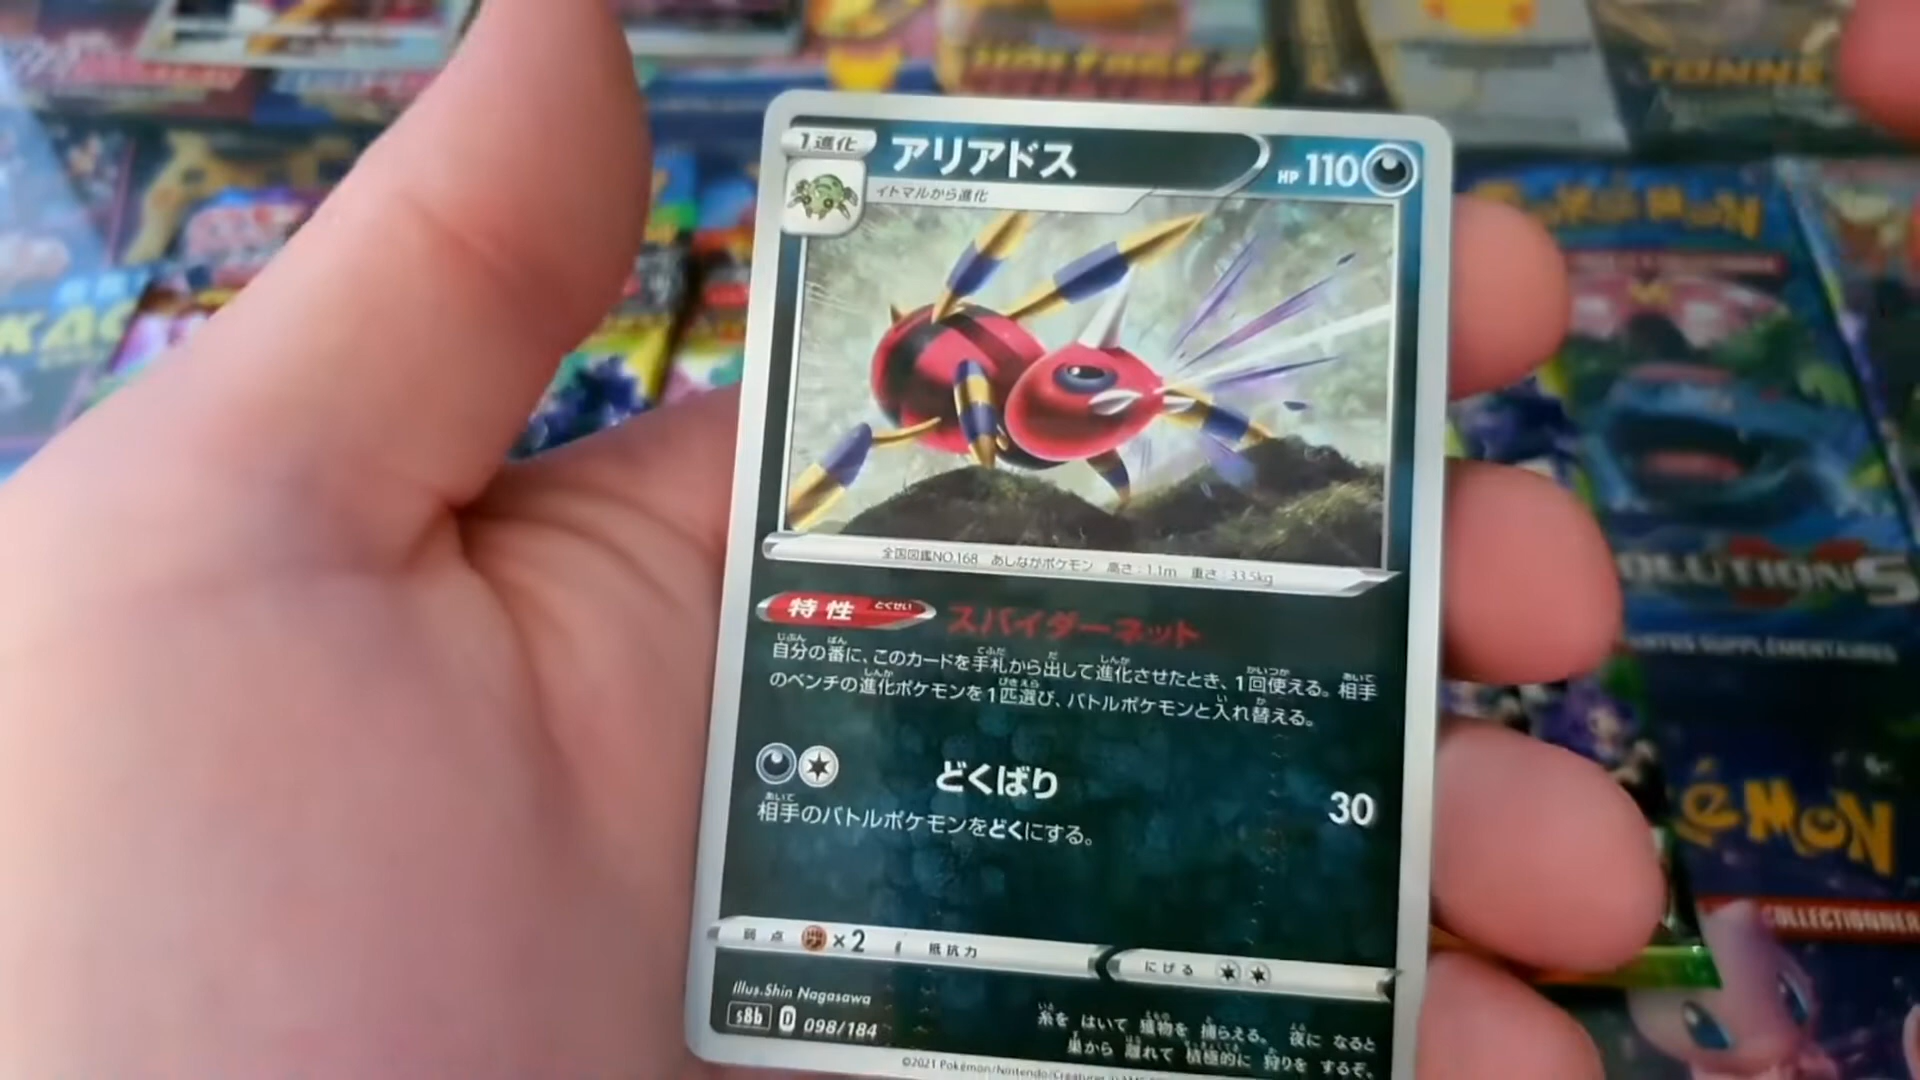 TONNE
1進化
アリアドス
HP 110
イトマルから進化
全国図鑑NO.168 あしながポケモン 高さ:1.1m 重さ:33.5kg
特性 とくせい スパイダーネット
自分の番に、このカードを手札から出して進化させたとき、1回使える。相手
のベンチの進化ポケモンを1匹選び、バトルポケモンと入れ替える。
どくばり 30
相手のバトルポケモンをどくにする。
弱点 ×2 抵抗力 にげる
Illus.Shin Nagasawa
s8b D 098/184
糸を はいて 獲物を 捕らえる。 夜に なると
巣から 離れて 積極的に 狩りを するぞ。
©2021 Pokémon/Nintendo/Creatures
OLUTIONS
SUPPLÉMENTAIRES
éMON
COLLECTIONNER